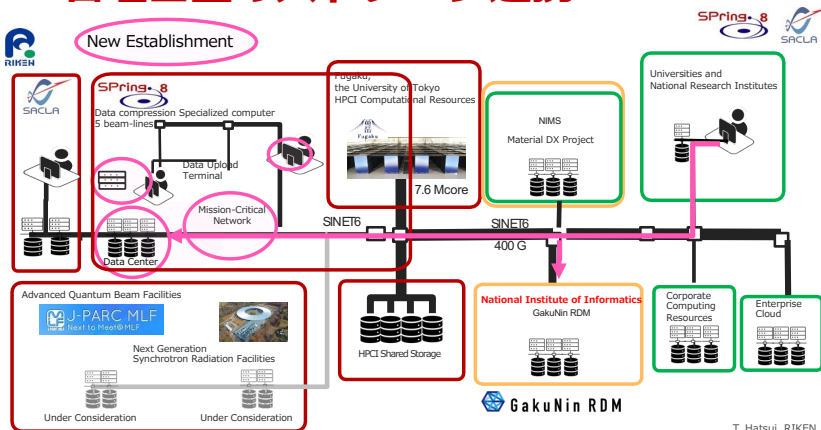 New Establishment
RIKEN
SPring-8
SACLA
SACLA
SPring-8
Data compression Specialized computer
5 beam-lines
Data Upload
Terminal
Mission-Critical
Network
Data Center
Fugaku,
the University of Tokyo
HPCI Computational Resources
Fugaku
7.6 Mcore
NIMS
Material DX Project
Universities and
National Research Institutes
SINET6
SINET6
400 G
Advanced Quantum Beam Facilities
J-PARC MLF
Next to Meet@MLF
Next Generation
Synchrotron Radiation Facilities
Under Consideration
Under Consideration
HPCI Shared Storage
National Institute of Informatics
GakuNin RDM
Corporate
Computing
Resources
Enterprise
Cloud
GakuNin RDM
T. Hatsui, RIKEN